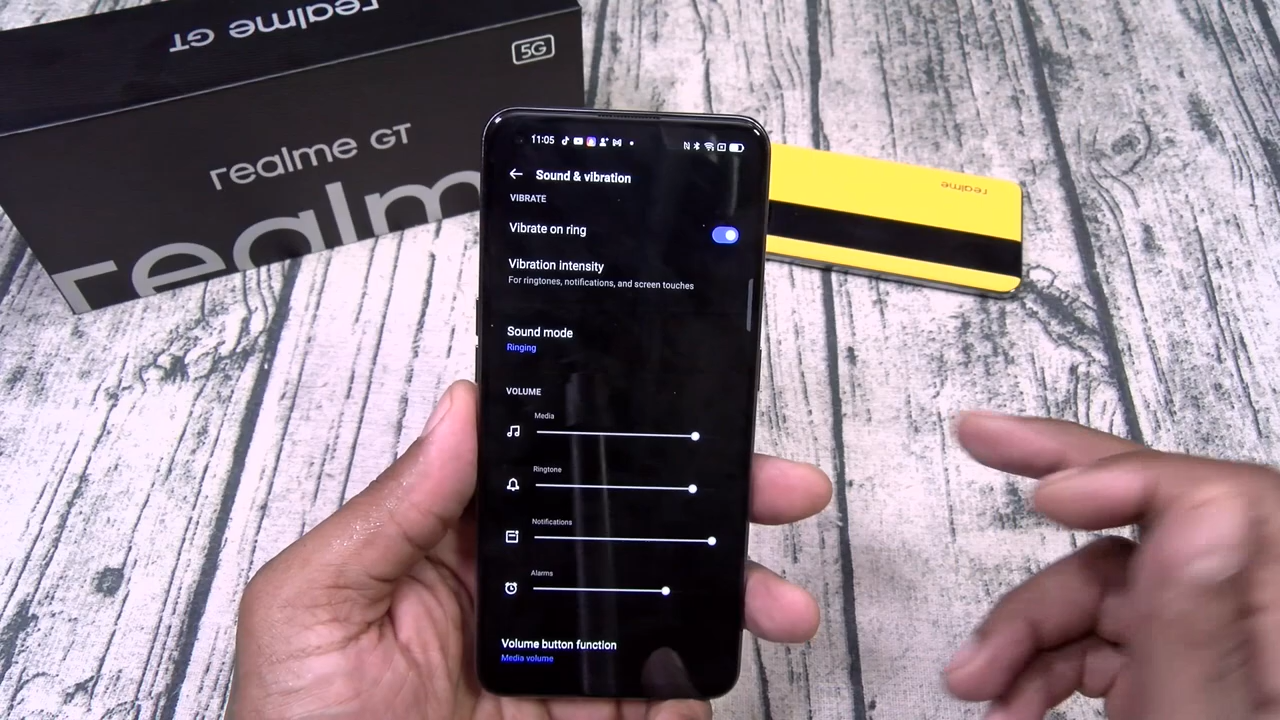 realme GT
5G
realme GT
realm
realme
11:05
Sound & vibration
VIBRATE
Vibrate on ring
Vibration intensity
For ringtones, notifications, and screen touches
Sound mode
Ringing
VOLUME
Media
Ringtone
Notifications
Alarms
Volume button function
Media volume